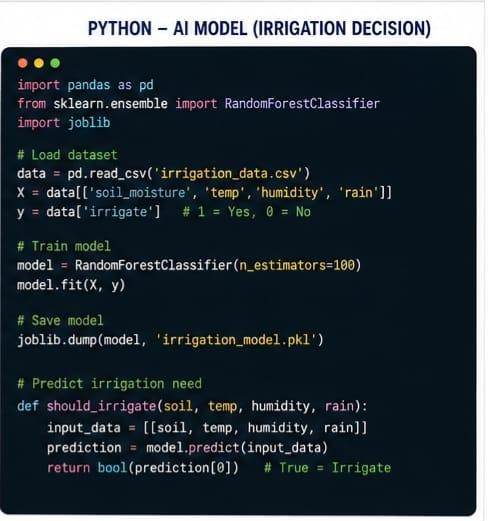 PYTHON – AI MODEL (IRRIGATION DECISION)
import pandas as pd
from sklearn.ensemble import RandomForestClassifier
import joblib
# Load dataset
data = pd.read_csv('irrigation_data.csv')
X = data[['soil_moisture', 'temp','humidity', 'rain']]
y = data['irrigate']   # 1 = Yes, 0 = No
# Train model
model = RandomForestClassifier(n_estimators=100)
model.fit(X, y)
# Save model
joblib.dump(model, 'irrigation_model.pkl')
# Predict irrigation need
def should_irrigate(soil, temp, humidity, rain):
    input_data = [[soil, temp, humidity, rain]]
    prediction = model.predict(input_data)
    return bool(prediction[0])   # True = Irrigate